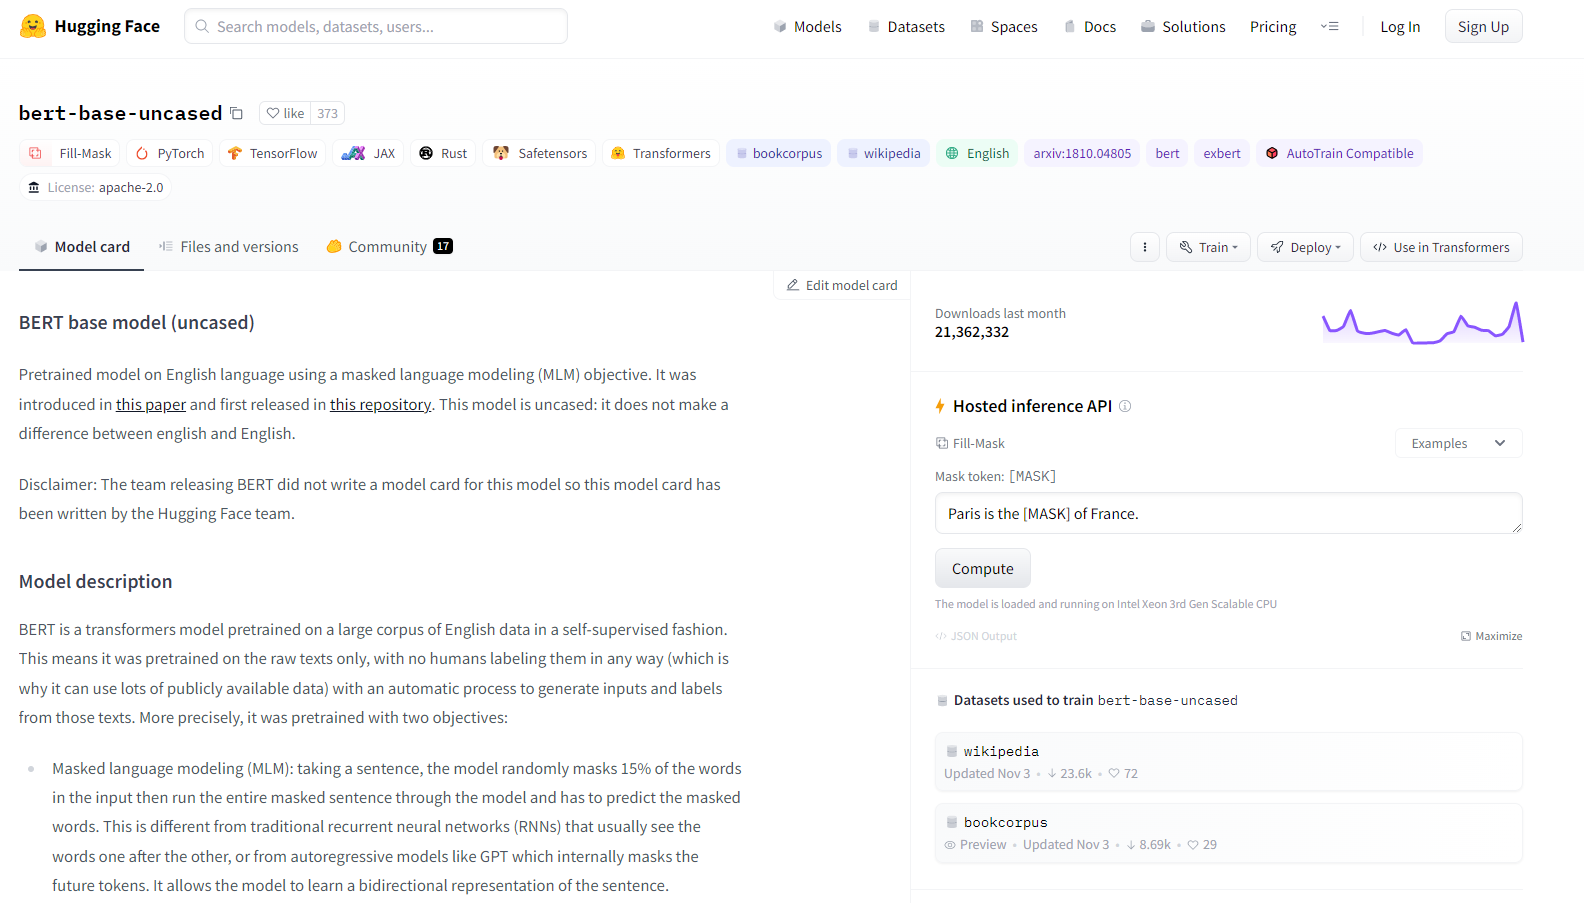 Hugging Face
Search models, datasets, users...
Models
Datasets
Spaces
Docs
Solutions
Pricing
Log In
Sign Up
bert-base-uncased
like 373
Fill-Mask
PyTorch
TensorFlow
JAX
Rust
Safetensors
Transformers
bookcorpus
wikipedia
English
arxiv:1810.04805
bert
exbert
AutoTrain Compatible
License: apache-2.0
Model card
Files and versions
Community 17
Train
Deploy
</> Use in Transformers
Edit model card
BERT base model (uncased)
Pretrained model on English language using a masked language modeling (MLM) objective. It was
introduced in this paper and first released in this repository. This model is uncased: it does not make a
difference between english and English.
Disclaimer: The team releasing BERT did not write a model card for this model so this model card has
been written by the Hugging Face team.
Model description
BERT is a transformers model pretrained on a large corpus of English data in a self-supervised fashion.
This means it was pretrained on the raw texts only, with no humans labeling them in any way (which is
why it can use lots of publicly available data) with an automatic process to generate inputs and labels
from those texts. More precisely, it was pretrained with two objectives:
Masked language modeling (MLM): taking a sentence, the model randomly masks 15% of the words
in the input then run the entire masked sentence through the model and has to predict the masked
words. This is different from traditional recurrent neural networks (RNNs) that usually see the
words one after the other, or from autoregressive models like GPT which internally masks the
future tokens. It allows the model to learn a bidirectional representation of the sentence.
Downloads last month
21,362,332
Hosted inference API
Fill-Mask
Examples
Mask token: [MASK]
Paris is the [MASK] of France.
Compute
The model is loaded and running on Intel Xeon 3rd Gen Scalable CPU
</> JSON Output
Maximize
Datasets used to train bert-base-uncased
wikipedia
Updated Nov 3 • ↓ 23.6k • ♡ 72
bookcorpus
Preview • Updated Nov 3 • ↓ 8.69k • ♡ 29